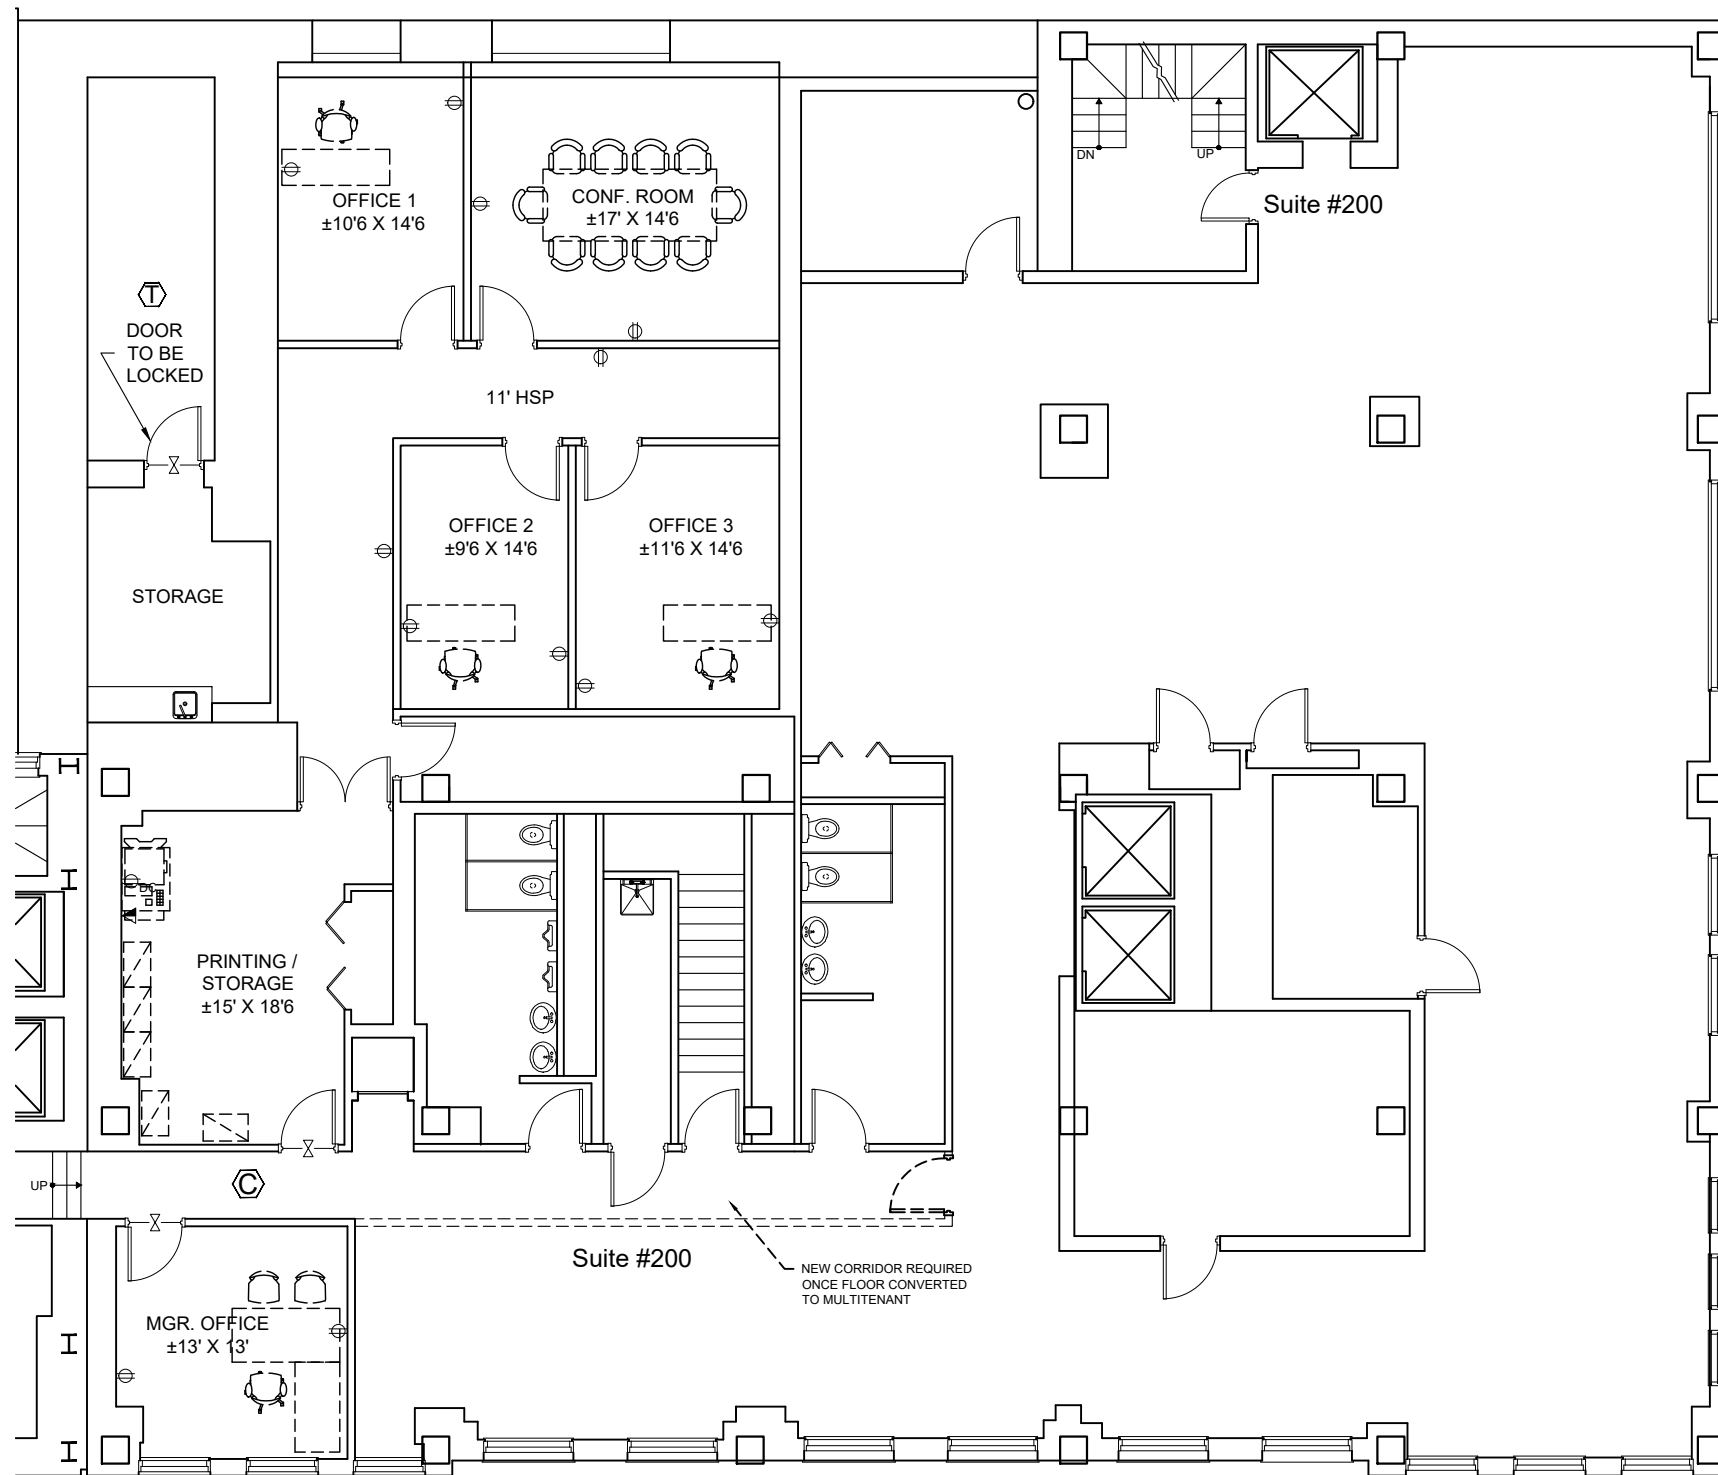 DN
UP
Suite #200
OFFICE 1
±10'6 X 14'6
CONF. ROOM
±17' X 14'6
T
DOOR
TO BE
LOCKED
11' HSP
OFFICE 2
±9'6 X 14'6
OFFICE 3
±11'6 X 14'6
STORAGE
PRINTING /
STORAGE
±15' X 18'6
UP
C
Suite #200
NEW CORRIDOR REQUIRED
ONCE FLOOR CONVERTED
TO MULTITENANT
MGR. OFFICE
±13' X 13'